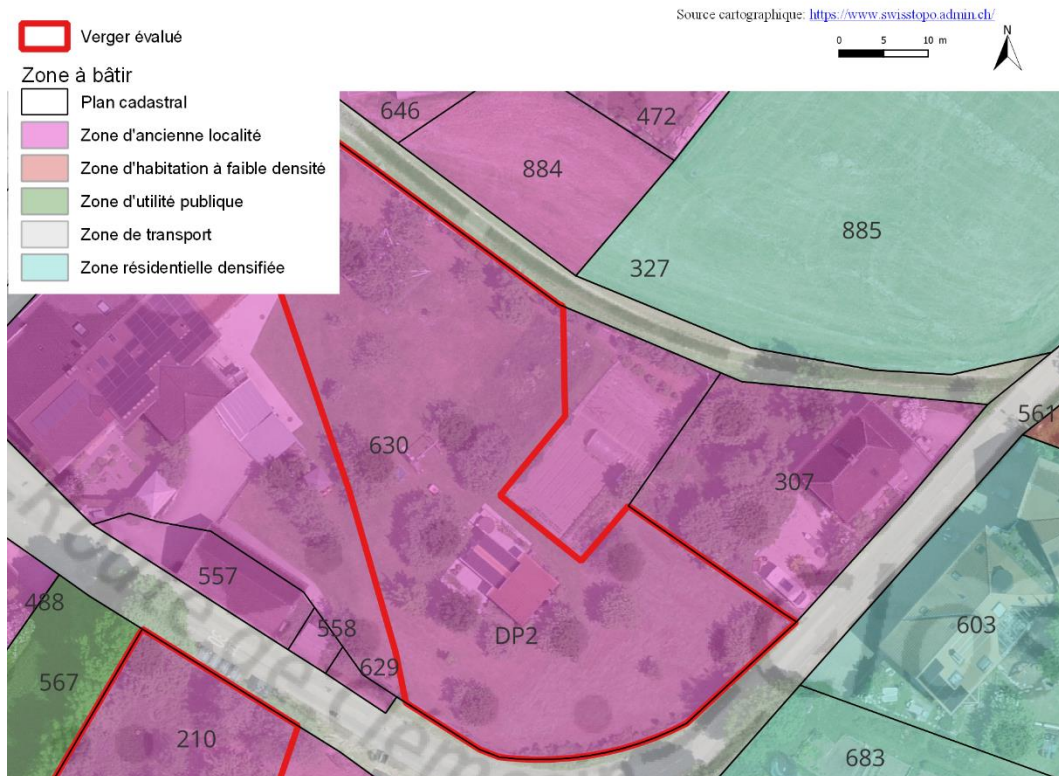 Source cartographique: https://www.swisstopo.admin.ch/
Verger évalué
0 5 10 m
N
Zone à bâtir
Plan cadastral
Zone d'ancienne localité
Zone d'habitation à faible densité
Zone d'utilité publique
Zone de transport
Zone résidentielle densifiée
646
472
884
885
327
630
561
307
557
488
558
DP2
603
629
567
210
683